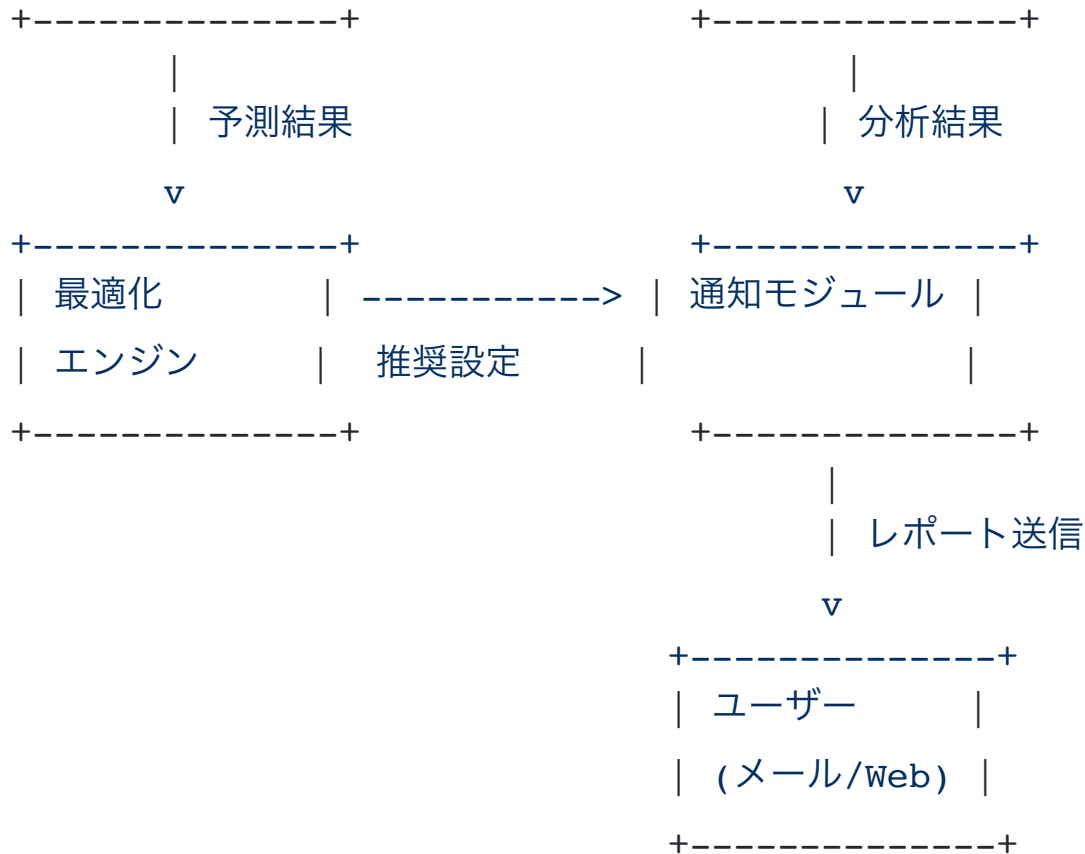 +--------------+ +--------------+
| |
| 予測結果 | 分析結果
v v
+--------------+ +--------------+
| 最適化 | -----------> | 通知モジュール |
| エンジン | 推奨設定 | |
+--------------+ +--------------+
|
| レポート送信
v
+--------------+
| ユーザー |
| (メール/Web) |
+--------------+